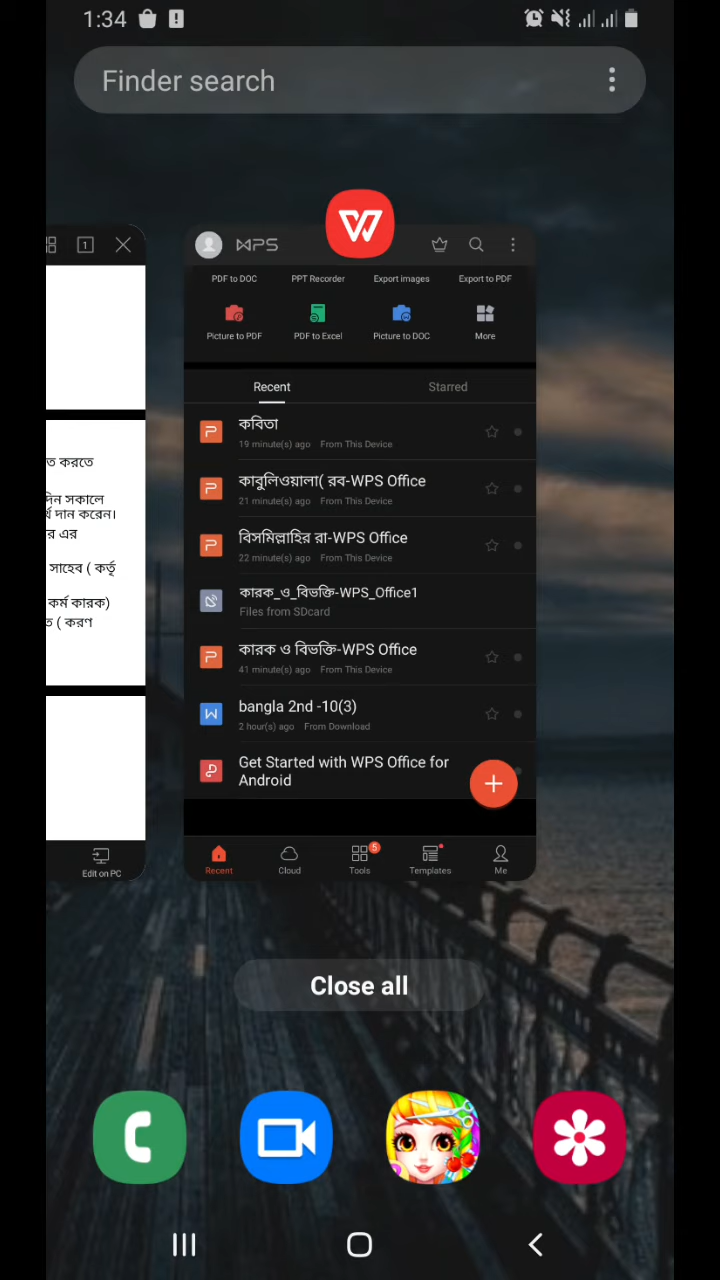 1:34
Finder search
WPS
1
PDF to DOC PPT Recorder Export images Export to PDF
Picture to PDF PDF to Excel Picture to DOC More
Recent Starred
কবিতা
19 minute(s) ago From This Device
কাবুলিওয়ালা( রব-WPS Office
21 minute(s) ago From This Device
বিসমিল্লাহির রা-WPS Office
22 minute(s) ago From This Device
কারক_ও_বিভক্তি-WPS_Office1
Files from SDcard
কারক ও বিভক্তি-WPS Office
41 minute(s) ago From This Device
bangla 2nd -10(3)
2 hour(s) ago From Download
Get Started with WPS Office for
Android
5
Recent Cloud Tools Templates Me
ত করতে
দিন সকালে
র্থ দান করেন।
র এর
সাহেব ( কর্তৃ
কর্ম কারক)
ত ( করণ
Edit on PC
Close all